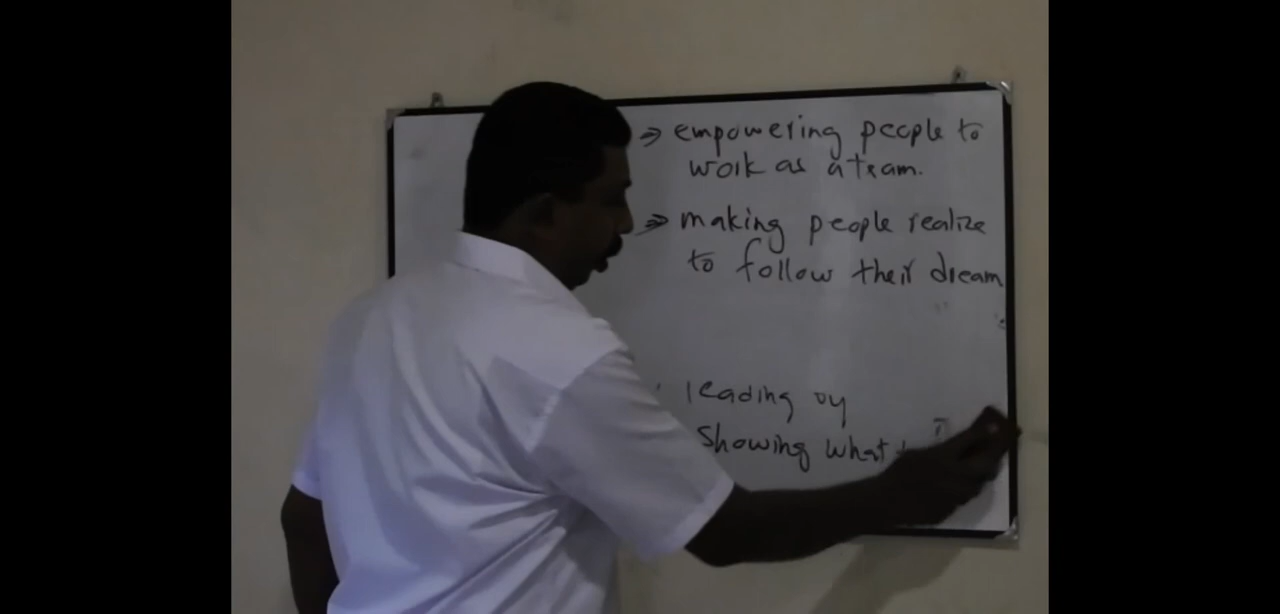 ⇒ empowering people to
work as a team.
⇒ making people realize
to follow their dream
leading by
showing what